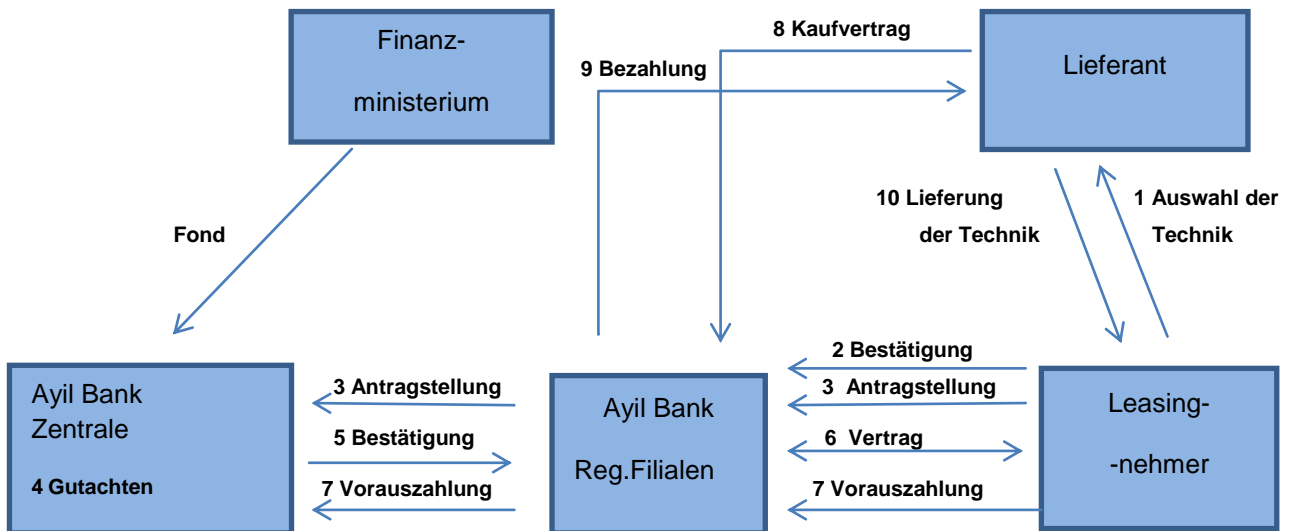 Finanz-
ministerium
8 Kaufvertrag
9 Bezahlung
Lieferant
Fond
10 Lieferung
der Technik
1 Auswahl der
Technik
Ayil Bank
Zentrale
4 Gutachten
3 Antragstellung
5 Bestätigung
7 Vorauszahlung
Ayil Bank
Reg.Filialen
2 Bestätigung
3 Antragstellung
6 Vertrag
7 Vorauszahlung
Leasing-
-nehmer